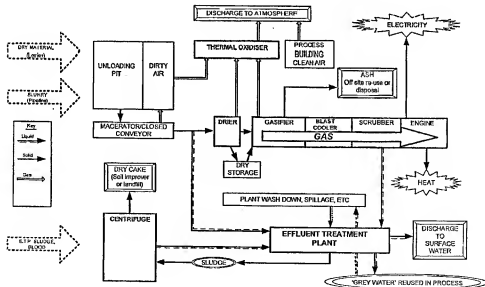 DISCHARGE TO ATMOSPHERE
ELECTRICITY
DRY MATERIAL
THERMAL OXIDISER
PROCESS
BUILDING
CLEAN AIR
UNLOADING
PIT
DIRTY
AIR
ASH
Off site re-use or
disposal
SLURRY
(Pipeline)
MACERATOR/CLOSED
CONVEYOR
DRIER
GASIFIER
BLAST
COOLER
SCRUBBER
ENGINE
GAS
Key
Liquid
Solid
Gas
DRY
STORAGE
HEAT
DRY CAKE
(Soil improver
or landfill)
PLANT WASH DOWN, SPILLAGE, ETC
CENTRIFUGE
EFFLUENT TREATMENT
PLANT
DISCHARGE
TO
SURFACE
WATER
E.T.P. SLUDGE,
BLOOD
SLUDGE
'GREY WATER' REUSED IN PROCESS